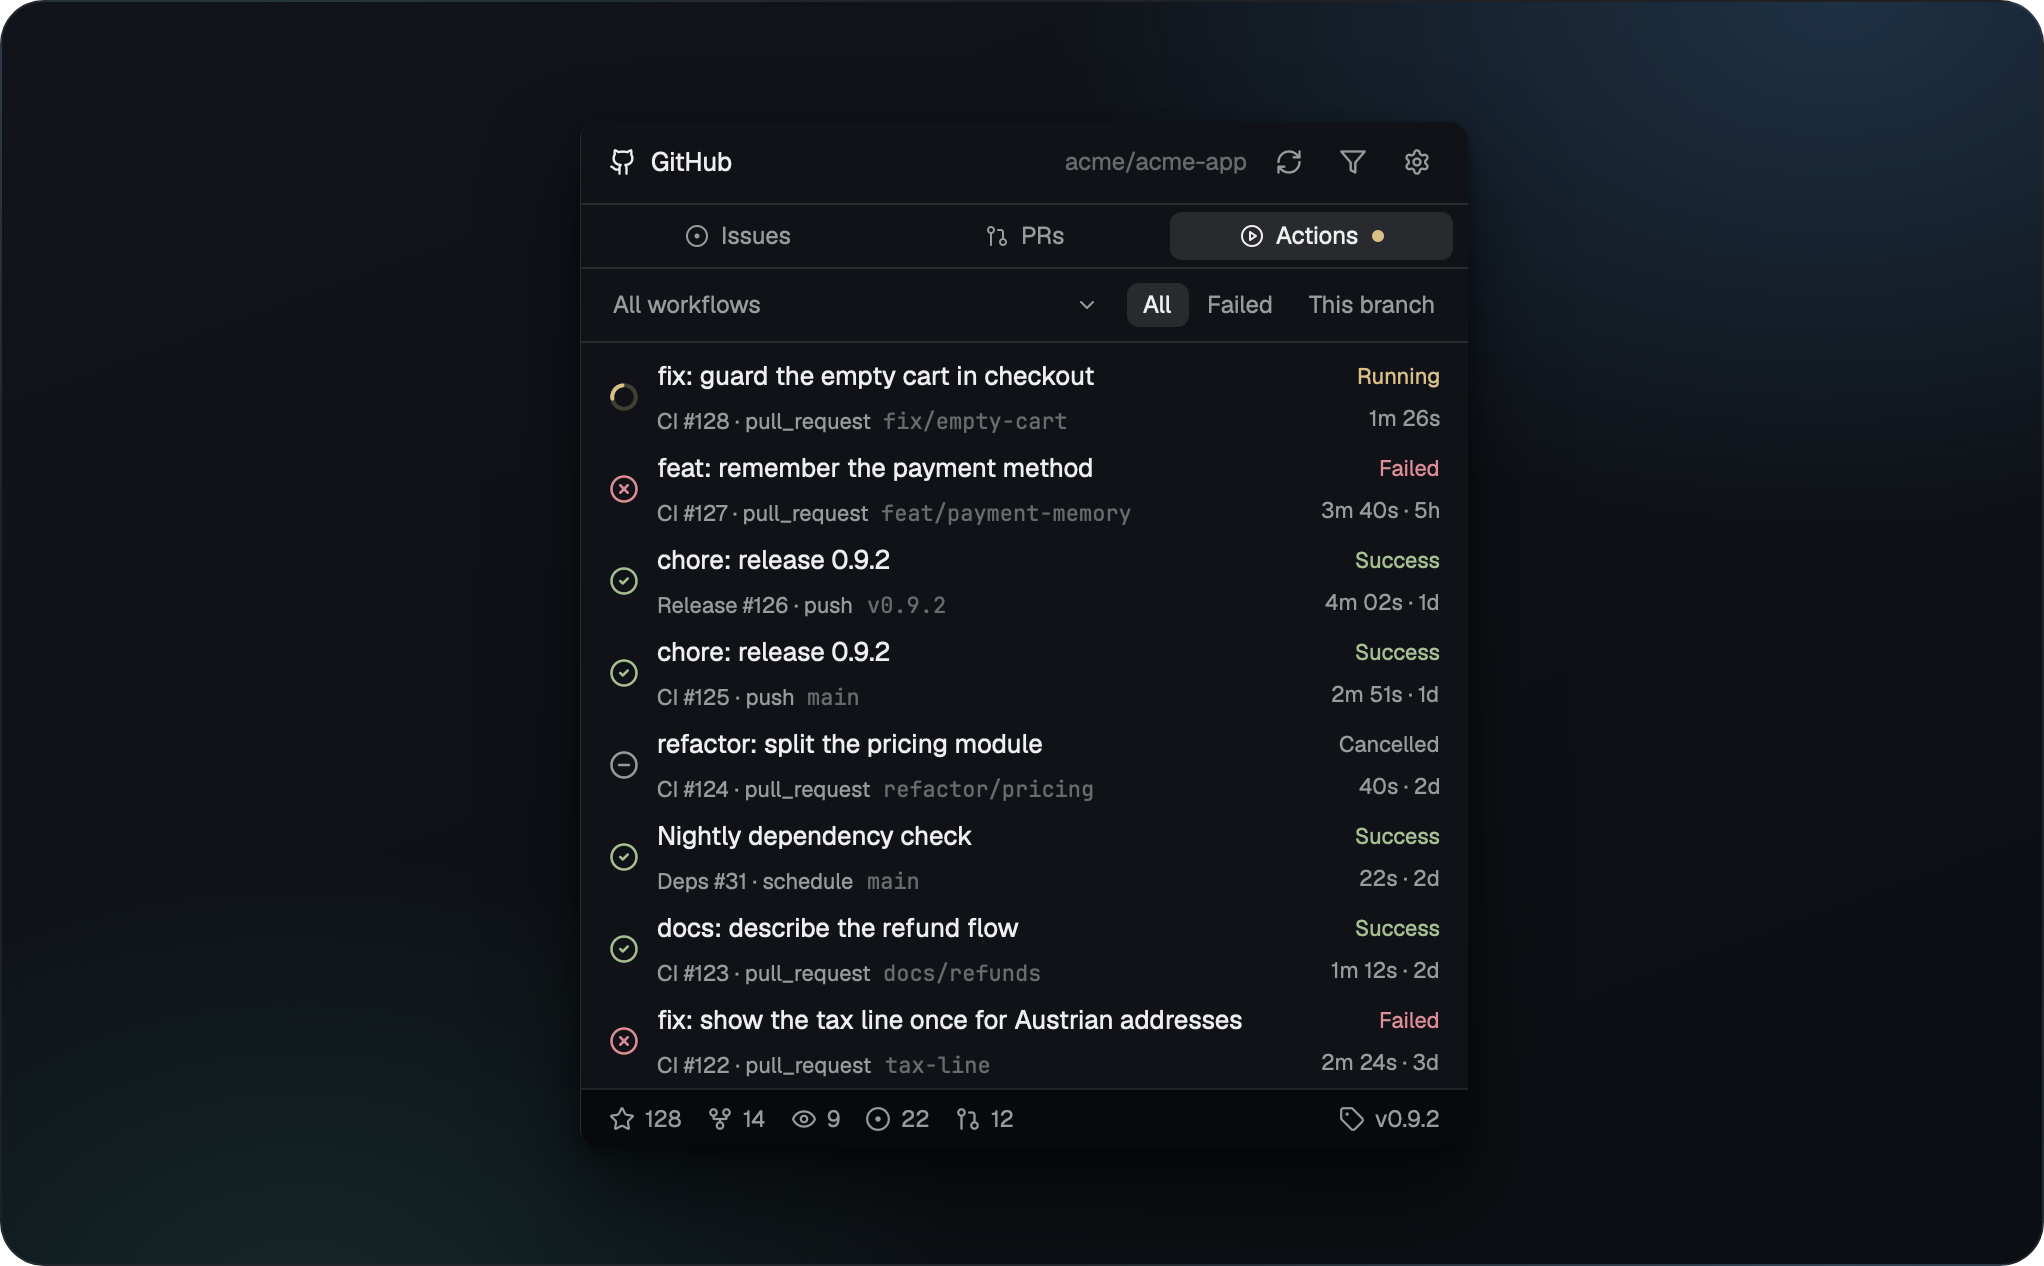 GitHub acme/acme-app
Issues PRs Actions
All workflows All Failed This branch
fix: guard the empty cart in checkout Running
CI #128 · pull_request fix/empty-cart 1m 26s
feat: remember the payment method Failed
CI #127 · pull_request feat/payment-memory 3m 40s · 5h
chore: release 0.9.2 Success
Release #126 · push v0.9.2 4m 02s · 1d
chore: release 0.9.2 Success
CI #125 · push main 2m 51s · 1d
refactor: split the pricing module Cancelled
CI #124 · pull_request refactor/pricing 40s · 2d
Nightly dependency check Success
Deps #31 · schedule main 22s · 2d
docs: describe the refund flow Success
CI #123 · pull_request docs/refunds 1m 12s · 2d
fix: show the tax line once for Austrian addresses Failed
CI #122 · pull_request tax-line 2m 24s · 3d
128 14 9 22 12 v0.9.2